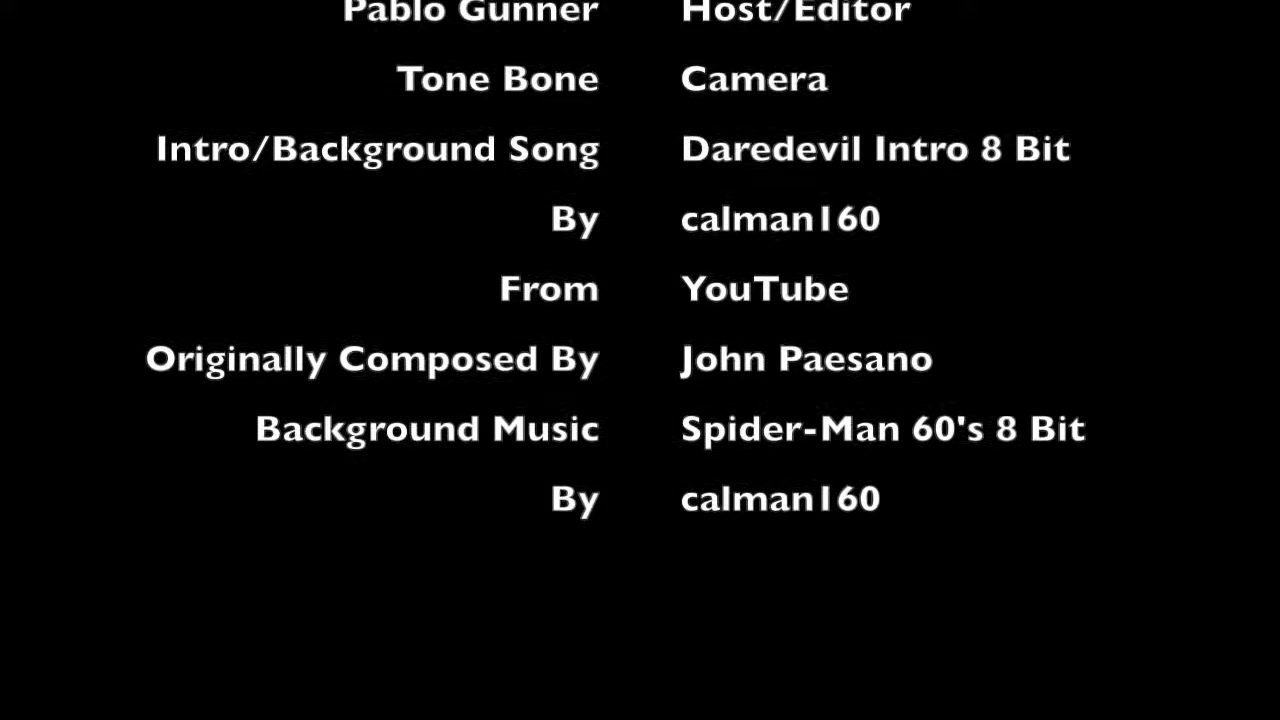 Pablo Gunner Host/Editor
Tone Bone Camera
Intro/Background Song Daredevil Intro 8 Bit
By calman160
From YouTube
Originally Composed By John Paesano
Background Music Spider-Man 60's 8 Bit
By calman160